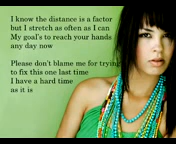 I know the distance is a factor
but I stretch as often as I can
My goal's to reach your hands
any day now
Please don't blame me for trying
to fix this one last time
I have a hard time
as it is